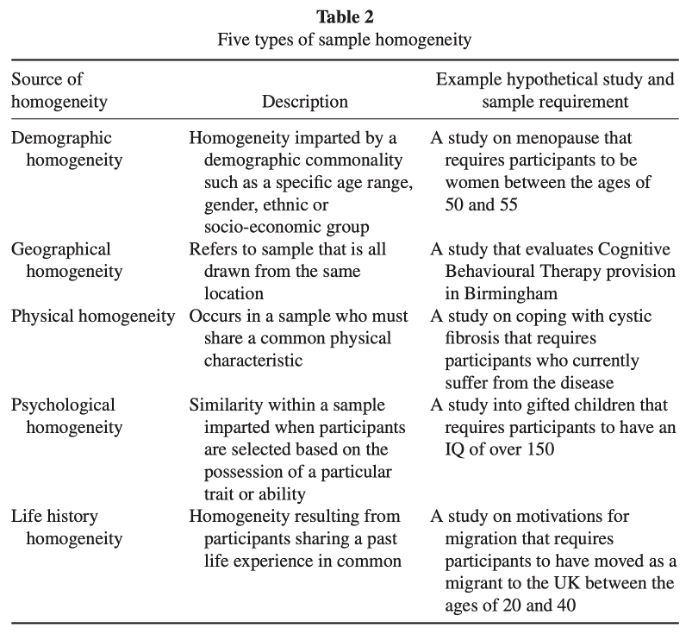 Table 2
Five types of sample homogeneity
Source of
homogeneity
Description
Example hypothetical study and
sample requirement
Demographic
homogeneity
Homogeneity imparted by a
demographic commonality
such as a specific age range,
gender, ethnic or
socio-economic group
A study on menopause that
requires participants to be
women between the ages of
50 and 55
Geographical
homogeneity
Refers to sample that is all
drawn from the same
location
A study that evaluates Cognitive
Behavioural Therapy provision
in Birmingham
Physical homogeneity
Occurs in a sample who must
share a common physical
characteristic
A study on coping with cystic
fibrosis that requires
participants who currently
suffer from the disease
Psychological
homogeneity
Similarity within a sample
imparted when participants
are selected based on the
possession of a particular
trait or ability
A study into gifted children that
requires participants to have an
IQ of over 150
Life history
homogeneity
Homogeneity resulting from
participants sharing a past
life experience in common
A study on motivations for
migration that requires
participants to have moved as a
migrant to the UK between the
ages of 20 and 40